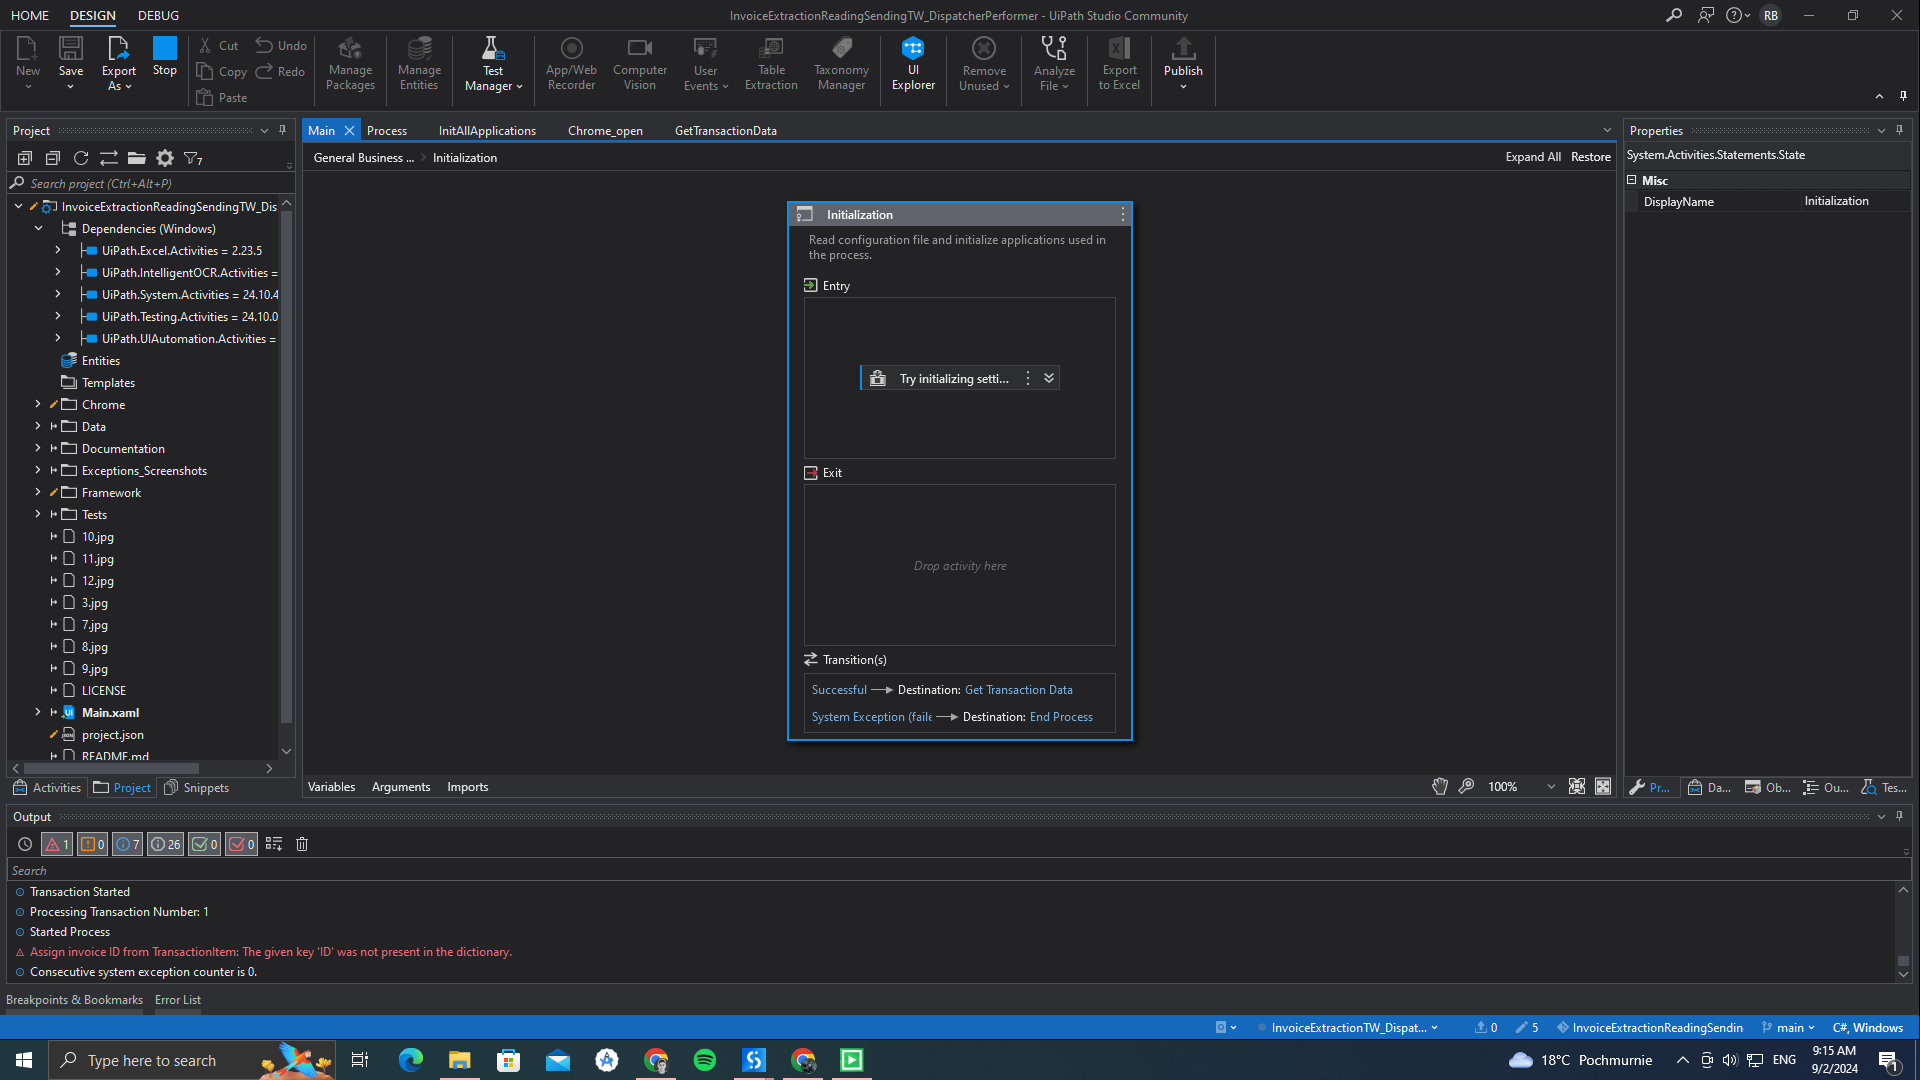 HOME DESIGN DEBUG
InvoiceExtractionReadingSendingTW_DispatcherPerformer - UiPath Studio Community
RB
New
Save
Export As
Stop
Cut
Copy
Paste
Undo
Redo
Manage Packages
Manage Entities
Test Manager
App/Web Recorder
Computer Vision
User Events
Table Extraction
Taxonomy Manager
UI Explorer
Remove Unused
Analyze File
Export to Excel
Publish
Project
7
Search project (Ctrl+Alt+P)
InvoiceExtractionReadingSendingTW_Dis
Dependencies (Windows)
UiPath.Excel.Activities = 2.23.5
UiPath.IntelligentOCR.Activities =
UiPath.System.Activities = 24.10.4
UiPath.Testing.Activities = 24.10.0
UiPath.UIAutomation.Activities =
Entities
Templates
Chrome
Data
Documentation
Exceptions_Screenshots
Framework
Tests
10.jpg
11.jpg
12.jpg
3.jpg
7.jpg
8.jpg
9.jpg
LICENSE
Main.xaml
project.json
README.md
Activities Project Snippets
Main Process InitAllApplications Chrome_open GetTransactionData
General Business ... Initialization
Expand All Restore
Initialization
Read configuration file and initialize applications used in
the process.
Entry
Try initializing setti...
Exit
Drop activity here
Transition(s)
Successful Destination: Get Transaction Data
System Exception (faile Destination: End Process
Variables Arguments Imports
100%
Properties
System.Activities.Statements.State
Misc
DisplayName Initialization
Pr... Da... Ob... Ou... Tes...
Output
1 0 7 26 0 0
Search
Transaction Started
Processing Transaction Number: 1
Started Process
Assign invoice ID from TransactionItem: The given key 'ID' was not present in the dictionary.
Consecutive system exception counter is 0.
Breakpoints & Bookmarks Error List
InvoiceExtractionTW_Dispat... 0 5 InvoiceExtractionReadingSendin main C#, Windows
Type here to search
18°C Pochmurnie
ENG
9:15 AM
9/2/2024
1